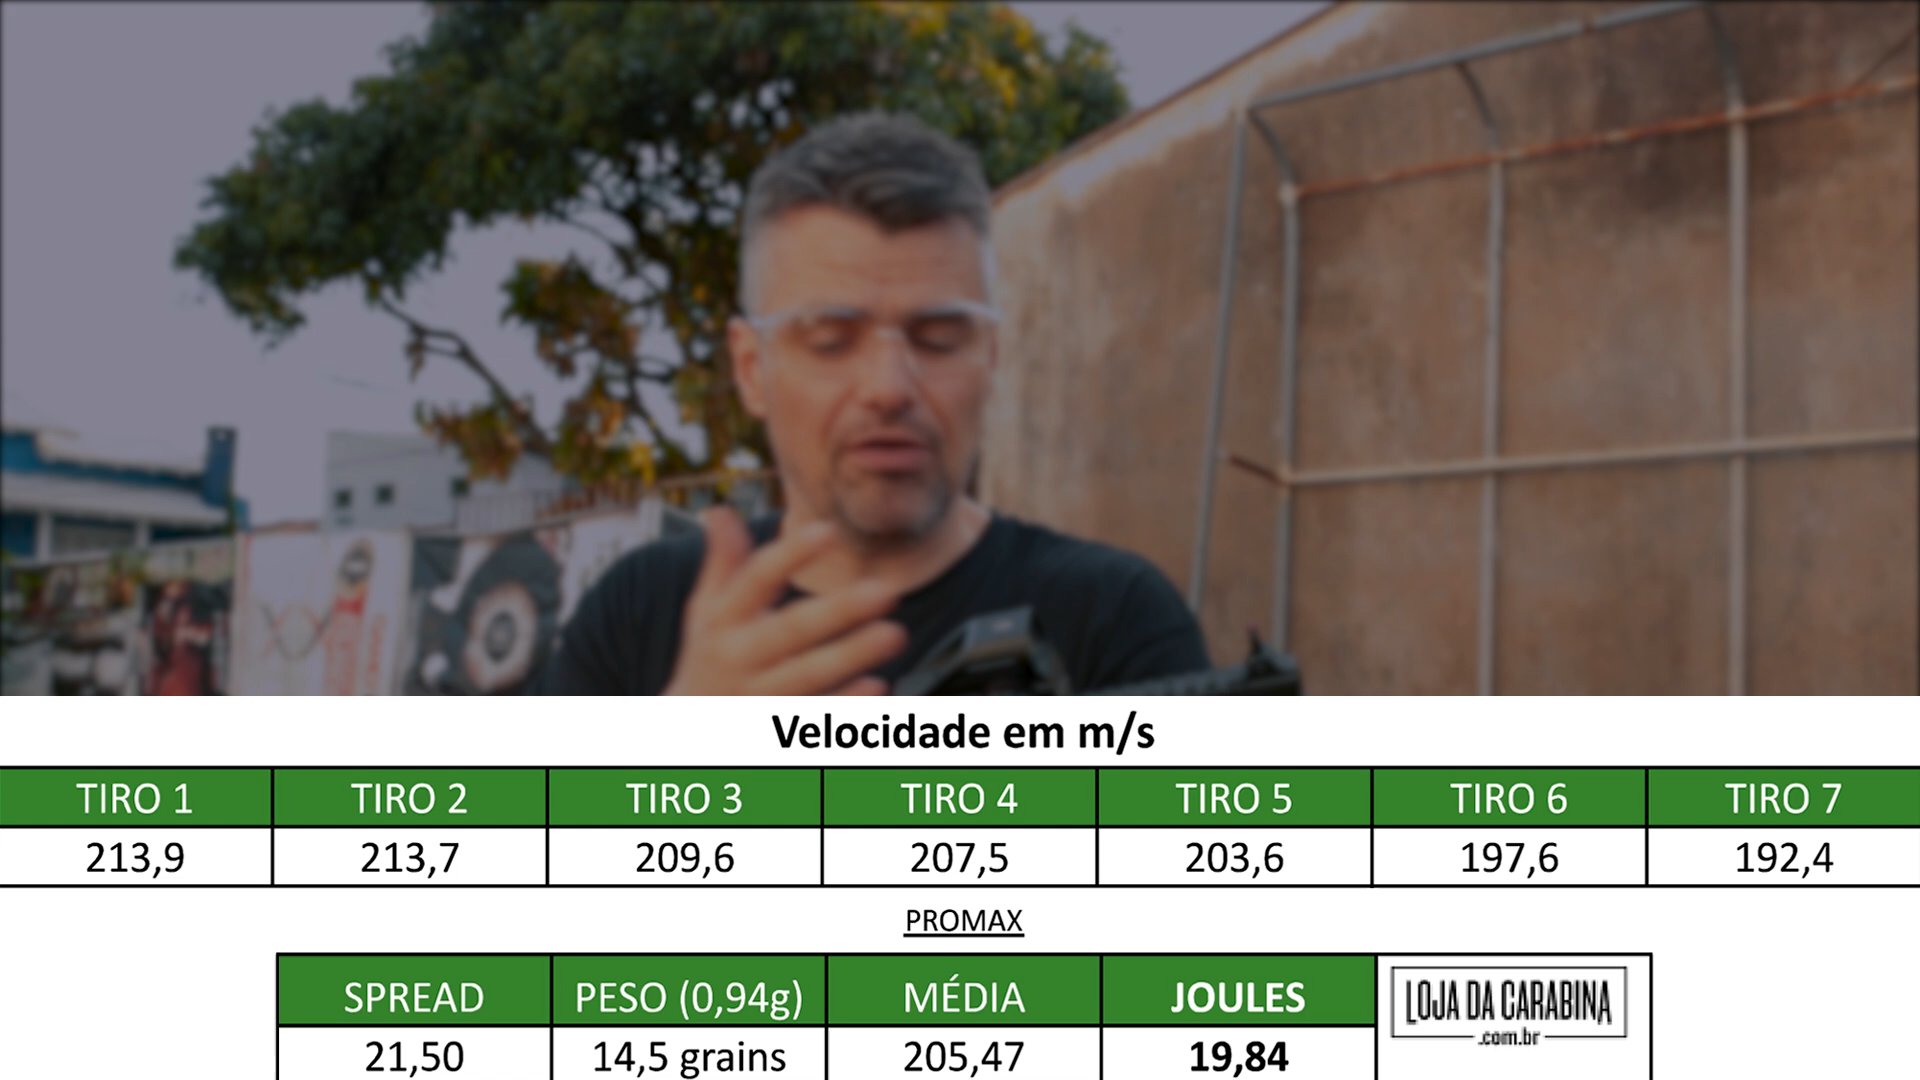 Velocidade em m/s
TIRO 1 TIRO 2 TIRO 3 TIRO 4 TIRO 5 TIRO 6 TIRO 7
213,9 213,7 209,6 207,5 203,6 197,6 192,4
PROMAX
SPREAD PESO (0,94g) MÉDIA JOULES
21,50 14,5 grains 205,47 19,84
LOJA DA CARABINA
.com.br